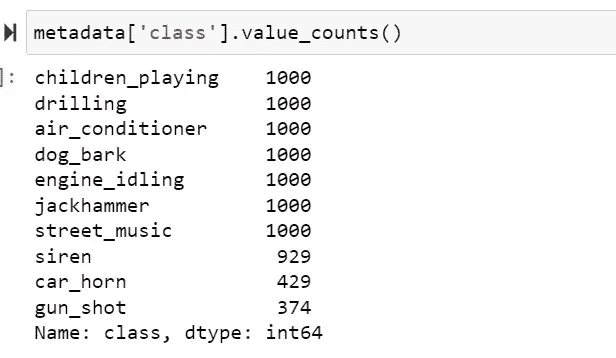 metadata['class'].value_counts()
]:
children_playing    1000
drilling            1000
air_conditioner     1000
dog_bark            1000
engine_idling       1000
jackhammer          1000
street_music        1000
siren                929
car_horn             429
gun_shot             374
Name: class, dtype: int64